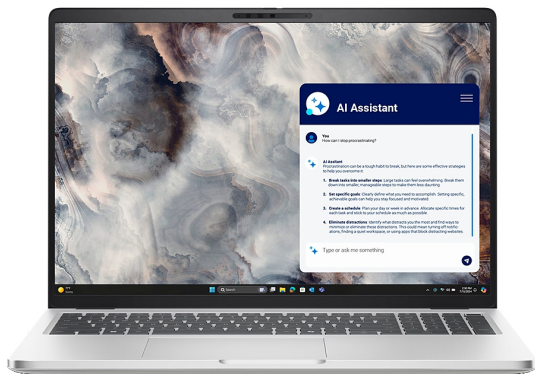 AI Assistant
You
How can I stop procrastinating?
AI Assitant
Procrastination can be a tough habit to break, but here are some effective strategies
to help you overcome it:
1. Break tasks into smaller steps: Large tasks can feel overwhelming. Break them
down into smaller, manageable steps to make them less daunting.
2. Set specific goals: Clearly define what you need to accomplish. Setting specific,
achievable goals can help you stay focused and motivated.
3. Create a schedule: Plan your day or week in advance. Allocate specific times for
each task and stick to your schedule as much as possible.
4. Eliminate distractions: Identify what distracts you the most and find ways to
minimize or eliminate these distractions. This could mean turning off notific-
ations, finding a quiet workspace, or using apps that block distracting websites.
Type or ask me something
Search